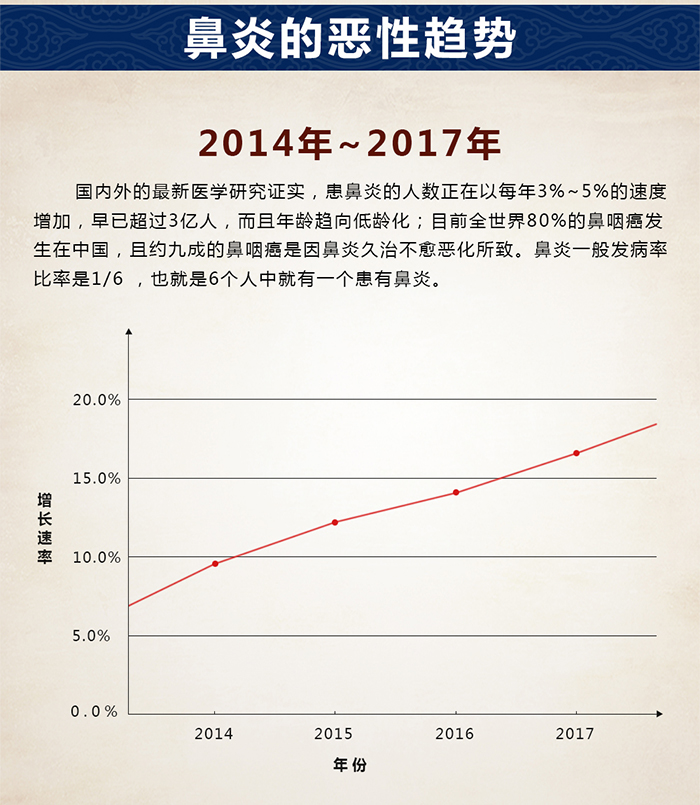 鼻炎的恶性趋势
2014年~2017年
国内外的最新医学研究证实，患鼻炎的人数正在以每年3%~5%的速度
增加，早已超过3亿人，而且年龄趋向低龄化；目前全世界80%的鼻咽癌发
生在中国，且约九成的鼻咽癌是因鼻炎久治不愈恶化所致。鼻炎一般发病率
比率是1/6 ，也就是6个人中就有一个患有鼻炎。
20.0%
15.0%
10.0%
5.0%
0.0%
增长速率
2014 2015 2016 2017
年份